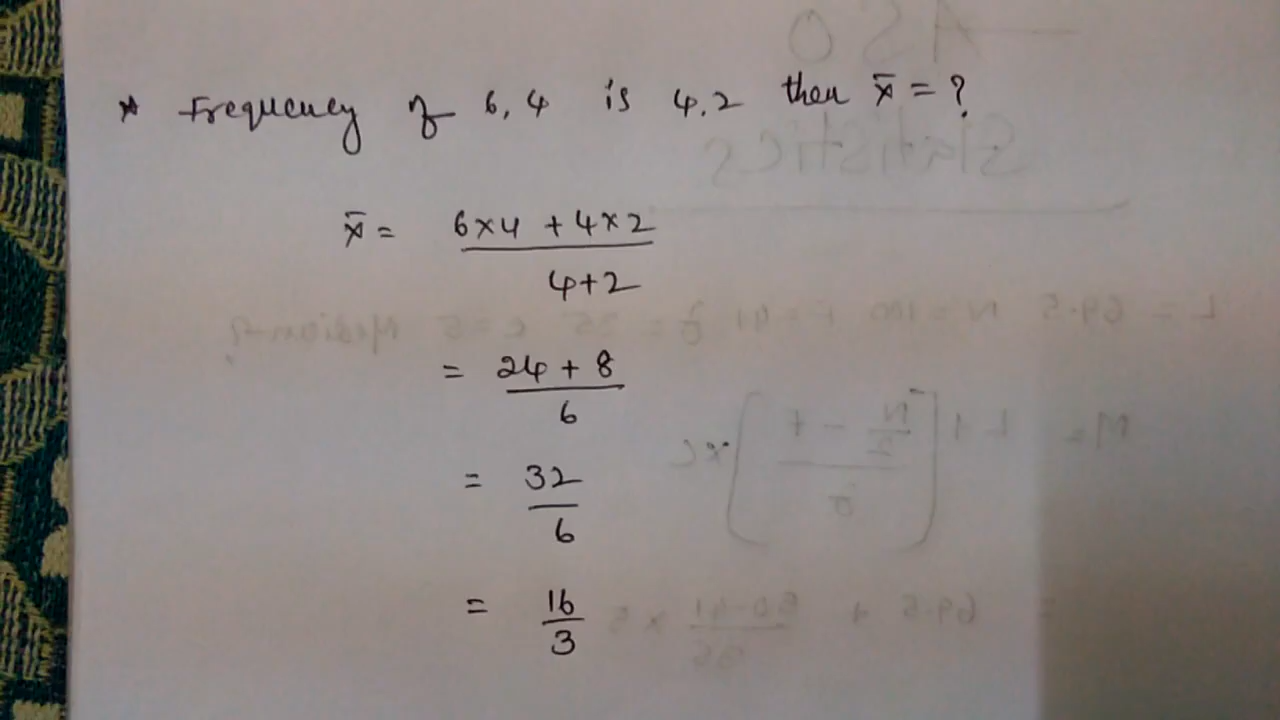 * Frequency of 6, 4 is 4, 2 then x̄ = ?
x̄ = 6×4 + 4×2
4+2
= 24 + 8
6
= 32
6
= 16
3